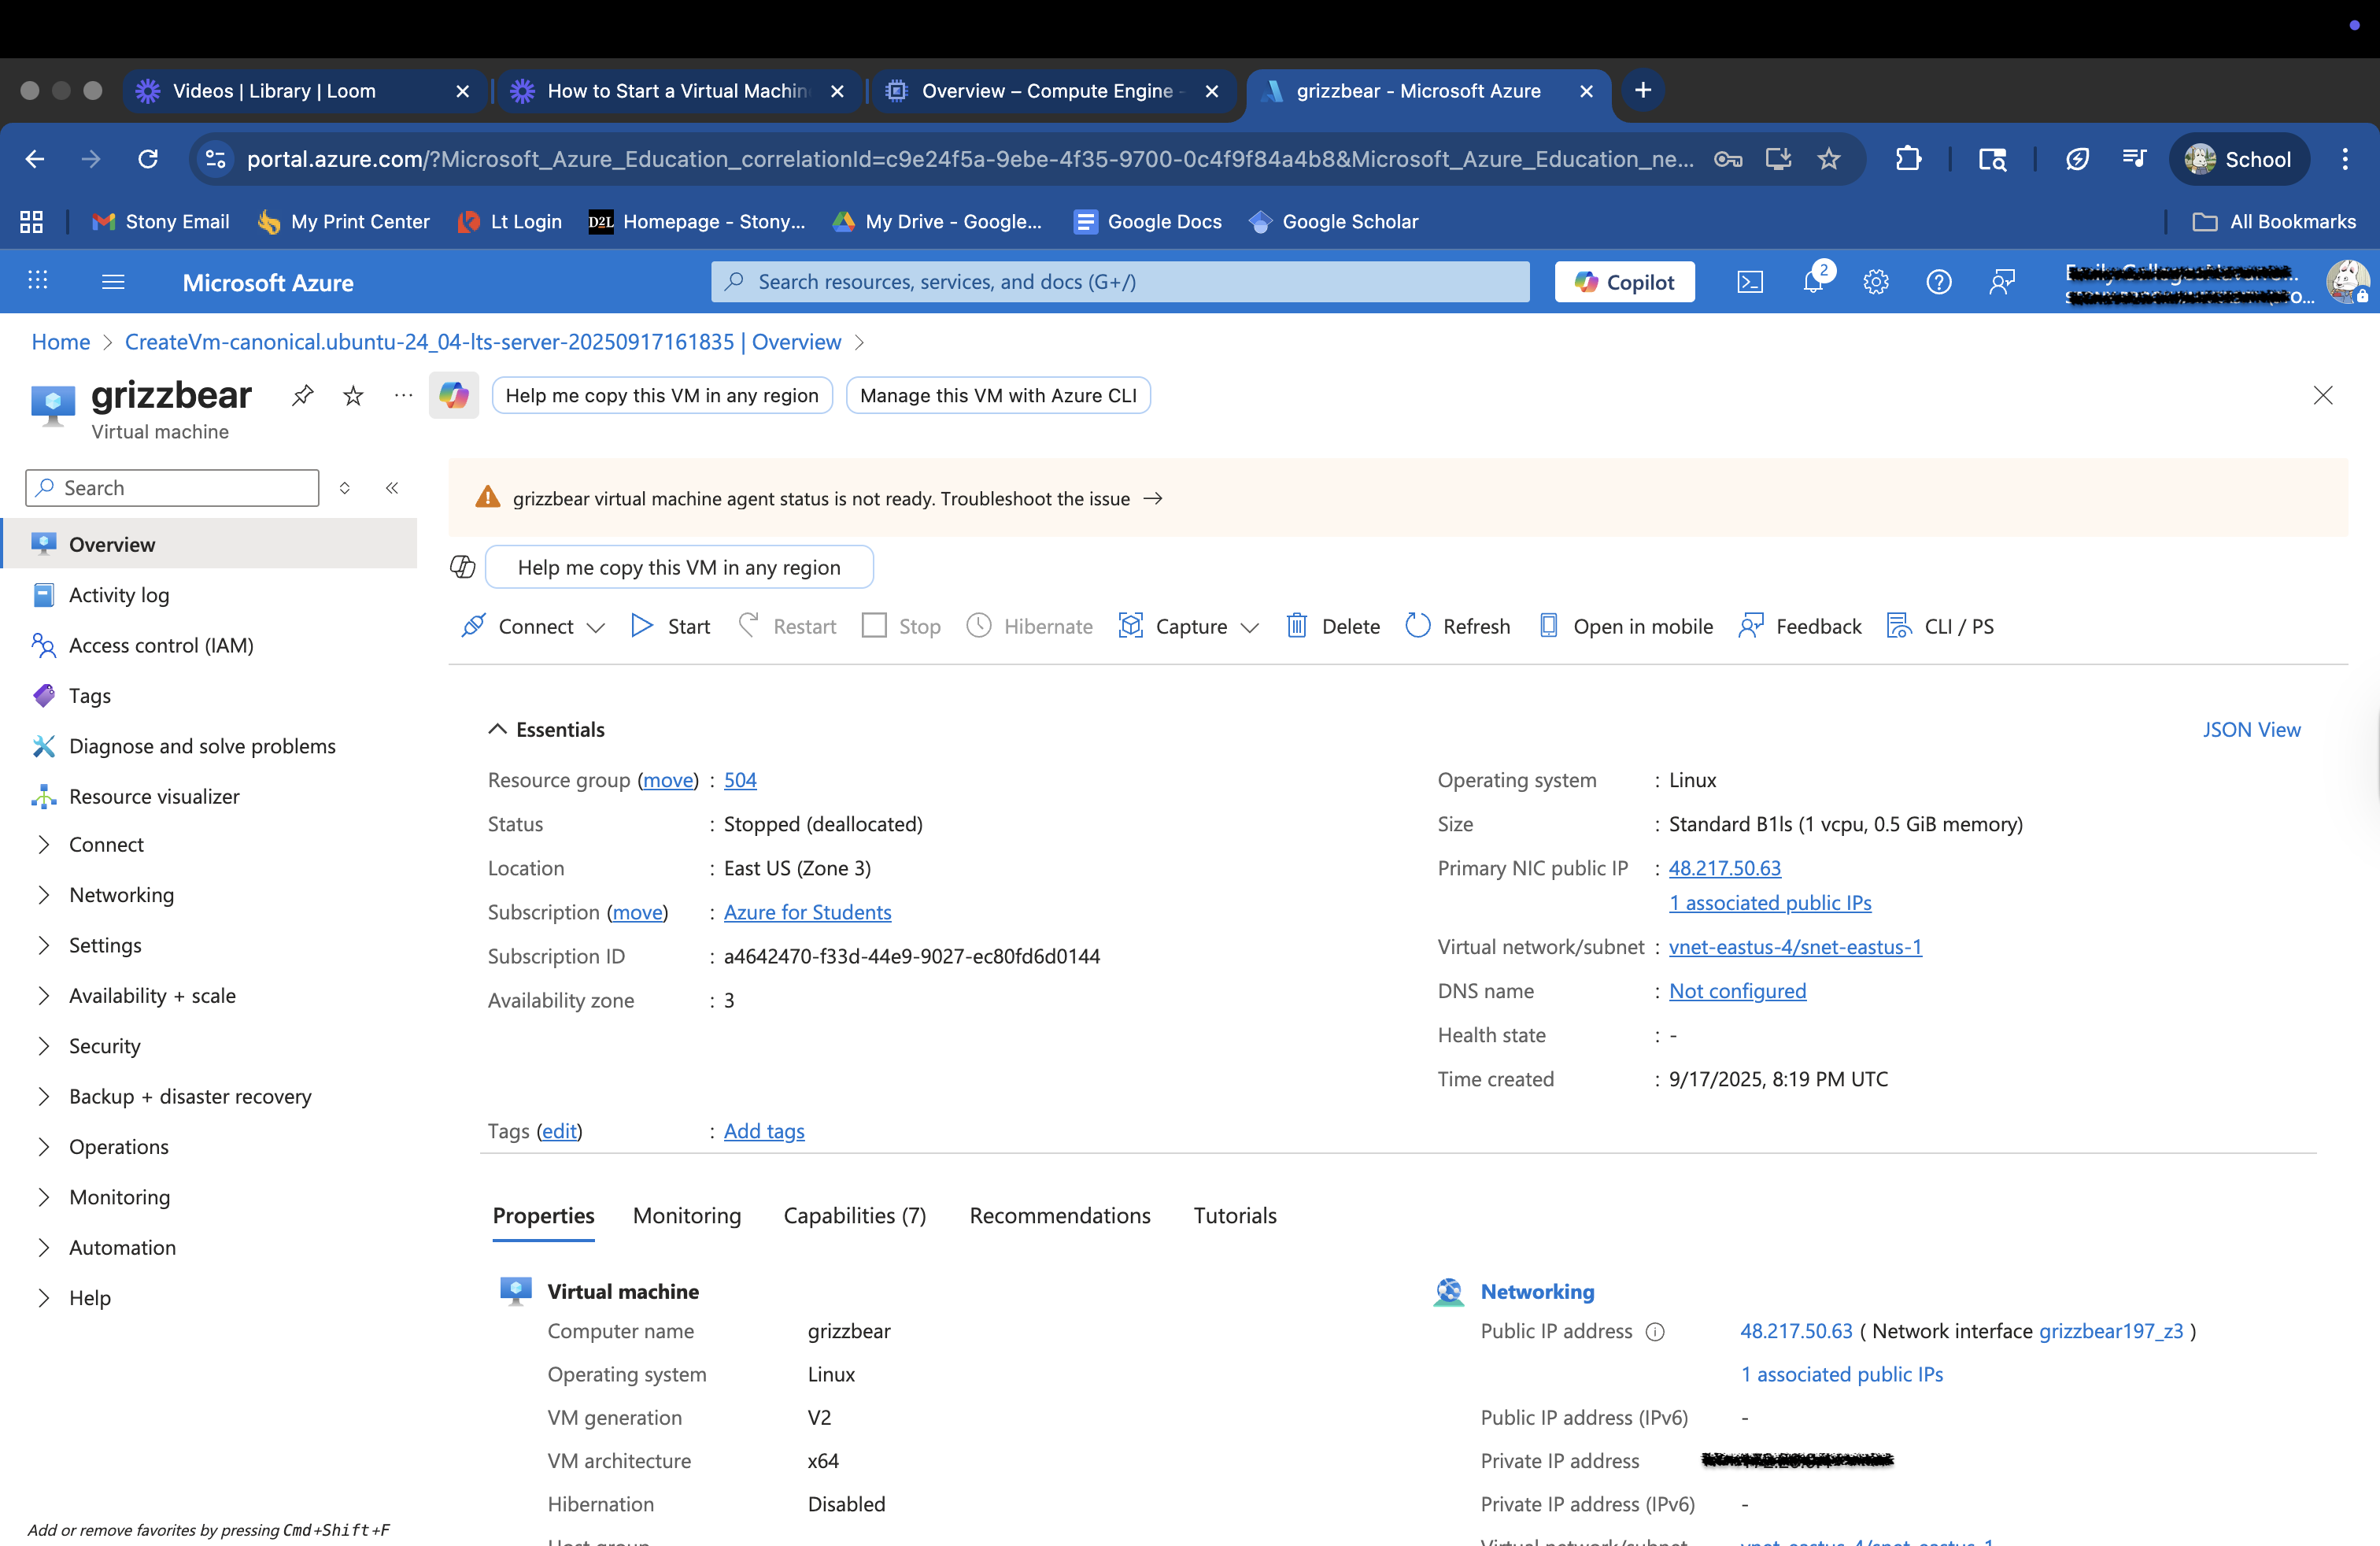 Videos | Library | Loom
How to Start a Virtual Machin
Overview – Compute Engine -
grizzbear - Microsoft Azure
portal.azure.com/?Microsoft_Azure_Education_correlationId=c9e24f5a-9ebe-4f35-9700-0c4f9f84a4b8&Microsoft_Azure_Education_ne...
School
Stony Email
My Print Center
Lt Login
D2L Homepage - Stony...
My Drive - Google...
Google Docs
Google Scholar
All Bookmarks
Microsoft Azure
Search resources, services, and docs (G+/)
Copilot
2
Home > CreateVm-canonical.ubuntu-24_04-lts-server-20250917161835 | Overview >
grizzbear
Help me copy this VM in any region
Manage this VM with Azure CLI
Virtual machine
Search
grizzbear virtual machine agent status is not ready. Troubleshoot the issue →
Help me copy this VM in any region
Connect
Start
Restart
Stop
Hibernate
Capture
Delete
Refresh
Open in mobile
Feedback
CLI / PS
Overview
Activity log
Access control (IAM)
Tags
Diagnose and solve problems
Resource visualizer
Connect
Networking
Settings
Availability + scale
Security
Backup + disaster recovery
Operations
Monitoring
Automation
Help
Add or remove favorites by pressing Cmd+Shift+F
Essentials
JSON View
Resource group (move) : 504
Status : Stopped (deallocated)
Location : East US (Zone 3)
Subscription (move) : Azure for Students
Subscription ID : a4642470-f33d-44e9-9027-ec80fd6d0144
Availability zone : 3
Operating system : Linux
Size : Standard B1ls (1 vcpu, 0.5 GiB memory)
Primary NIC public IP : 48.217.50.63
1 associated public IPs
Virtual network/subnet : vnet-eastus-4/snet-eastus-1
DNS name : Not configured
Health state : -
Time created : 9/17/2025, 8:19 PM UTC
Tags (edit) : Add tags
Properties
Monitoring
Capabilities (7)
Recommendations
Tutorials
Virtual machine
Computer name grizzbear
Operating system Linux
VM generation V2
VM architecture x64
Hibernation Disabled
Host group
Networking
Public IP address 48.217.50.63 ( Network interface grizzbear197_z3 )
1 associated public IPs
Public IP address (IPv6) -
Private IP address
Private IP address (IPv6) -
Virtual network/subnet vnet-eastus-4/snet-eastus-1